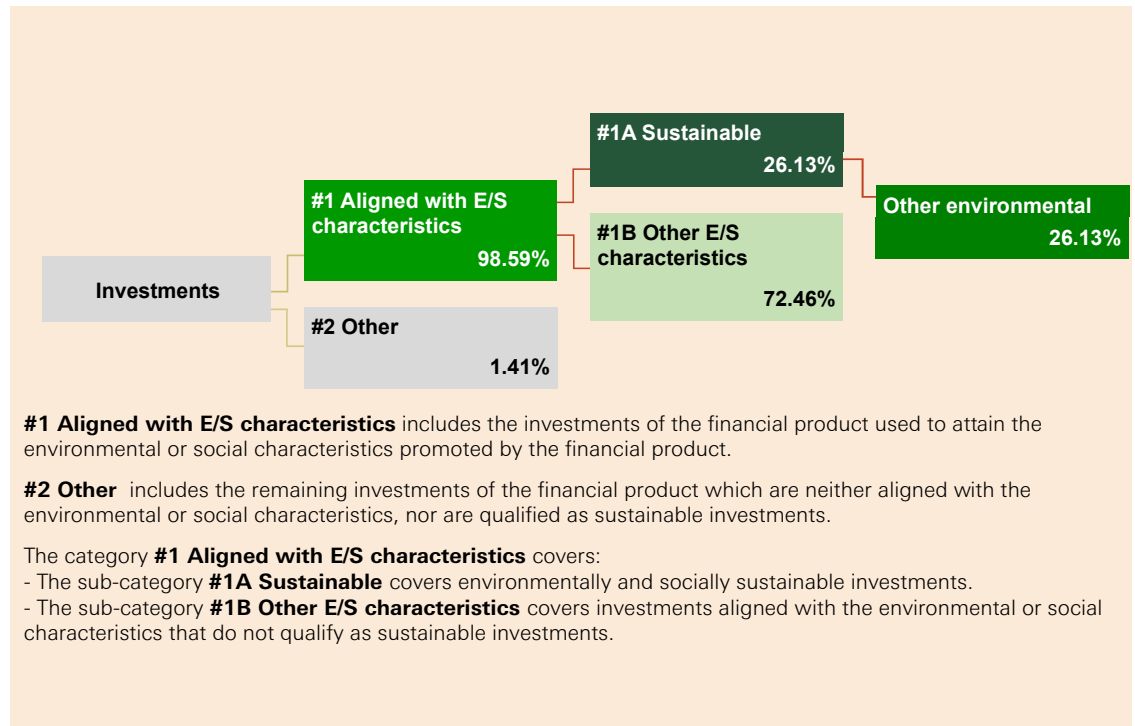 #1A Sustainable
26.13%
#1 Aligned with E/S
characteristics
98.59%
Other environmental
26.13%
#1B Other E/S
characteristics
72.46%
Investments
#2 Other
1.41%
#1 Aligned with E/S characteristics includes the investments of the financial product used to attain the
environmental or social characteristics promoted by the financial product.
#2 Other includes the remaining investments of the financial product which are neither aligned with the
environmental or social characteristics, nor are qualified as sustainable investments.
The category #1 Aligned with E/S characteristics covers:
- The sub-category #1A Sustainable covers environmentally and socially sustainable investments.
- The sub-category #1B Other E/S characteristics covers investments aligned with the environmental or social
characteristics that do not qualify as sustainable investments.